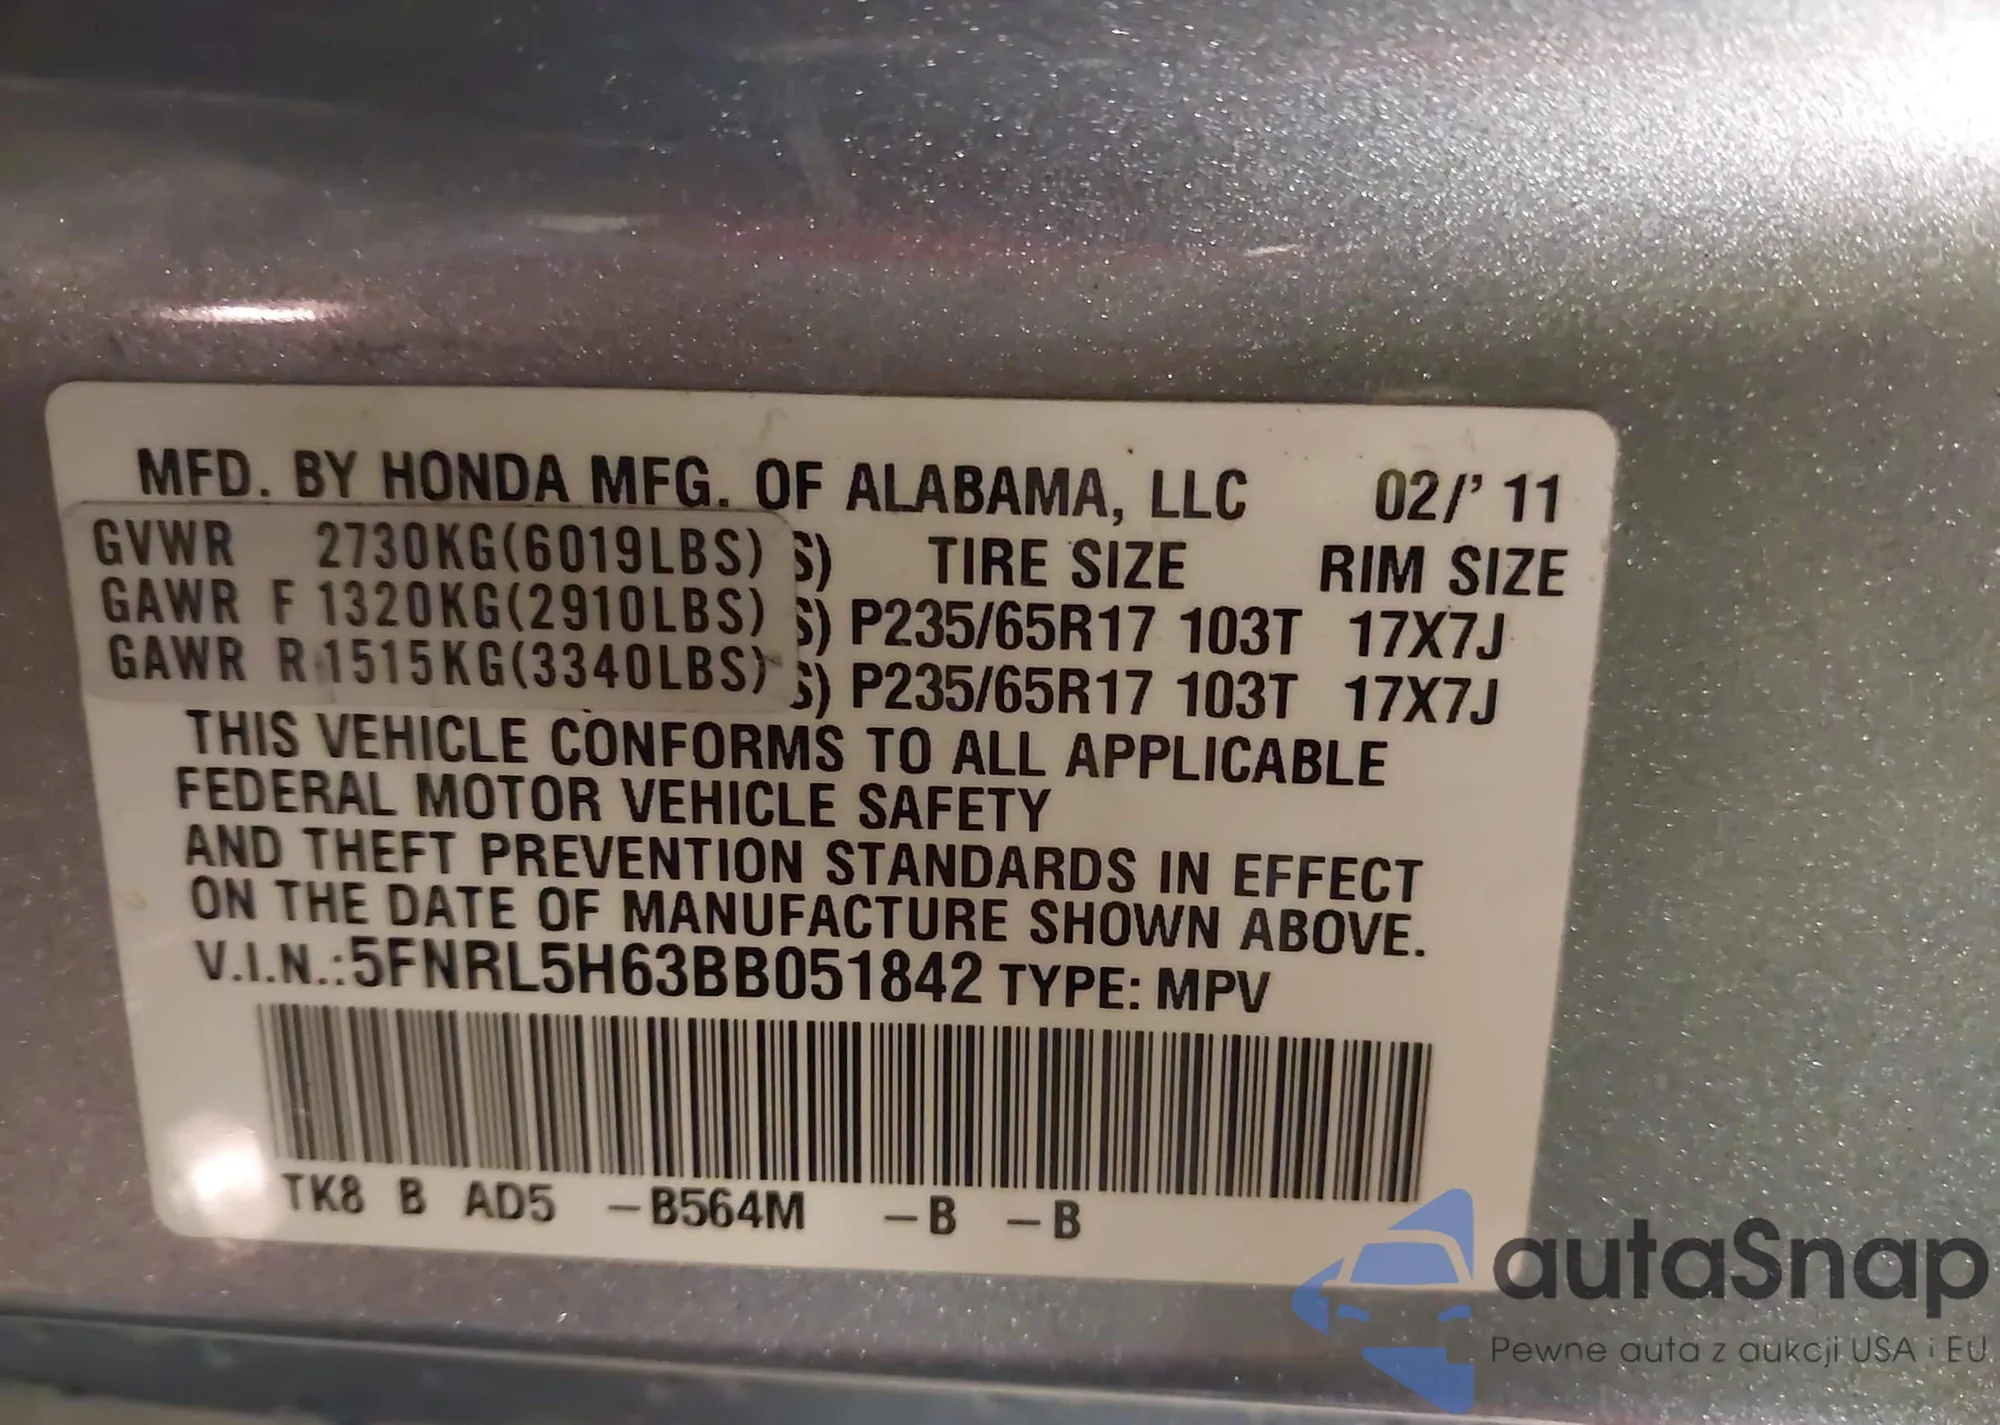 MFD. BY HONDA MFG. OF ALABAMA, LLC 02/' 11
GVWR 2730KG(6019LBS) S) TIRE SIZE RIM SIZE
GAWR F 1320KG(2910LBS) S) P235/65R17 103T 17X7J
GAWR R 1515KG(3340LBS) S) P235/65R17 103T 17X7J
THIS VEHICLE CONFORMS TO ALL APPLICABLE
FEDERAL MOTOR VEHICLE SAFETY
AND THEFT PREVENTION STANDARDS IN EFFECT
ON THE DATE OF MANUFACTURE SHOWN ABOVE.
V.I.N.:5FNRL5H63BB051842 TYPE: MPV
TK8 B AD5 -B564M -B -B
autaSnap
Pewne auta z aukcji USA i EU